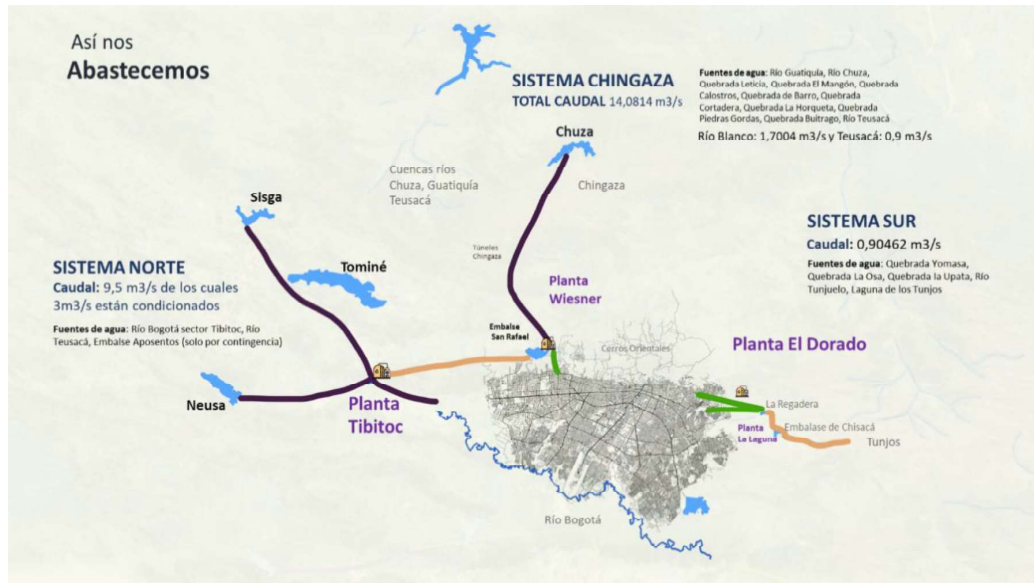 Así nos
Abastecemos
SISTEMA CHINGAZA
TOTAL CAUDAL 14,0814 m3/s
Fuentes de agua: Río Guatiquía, Río Chuza,
Quebrada Leticia, Quebrada El Mangón, Quebrada
Calostros, Quebrada de Barro, Quebrada
Cortadera, Quebrada La Horqueta, Quebrada
Piedras Gordas, Quebrada Buitrago, Río Teusacá
Río Blanco: 1,7004 m3/s y Teusacá: 0,9 m3/s
Chuza
Cuencas ríos
Chuza, Guatiquía
Teusacá
Chingaza
Sisga
SISTEMA SUR
Caudal: 0,90462 m3/s
Fuentes de agua: Quebrada Yomasa,
Quebrada La Osa, Quebrada la Upata, Río
Tunjuelo, Laguna de los Tunjos
Túneles
Chingaza
SISTEMA NORTE
Caudal: 9,5 m3/s de los cuales
3m3/s están condicionados
Fuentes de agua: Río Bogotá sector Tibitoc, Río
Teusacá, Embalse Aposentos (solo por contingencia)
Tominé
Planta
Wiesner
Embalse
San Rafael
Cerros Orientales
Planta El Dorado
Neusa
Planta
Tibitoc
La Regadera
Planta
La Laguna
Embalase de Chisacá
Tunjos
Río Bogotá